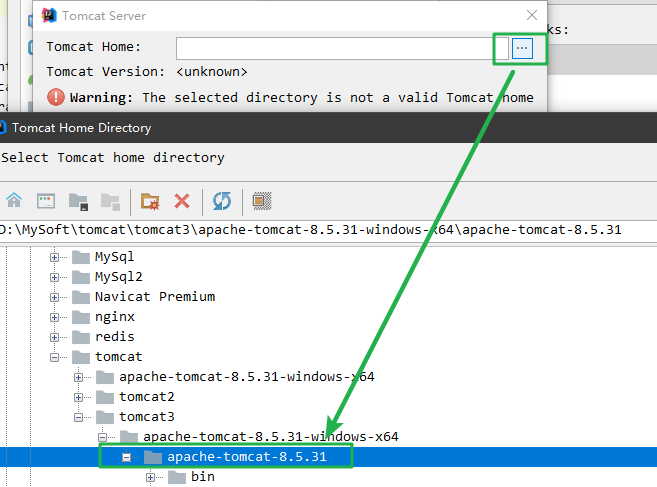 Tomcat Server
ks:
Tomcat Home:
Tomcat Version: <unknown>
Warning: The selected directory is not a valid Tomcat home
Tomcat Home Directory
Select Tomcat home directory
D:\MySoft\tomcat\tomcat3\apache-tomcat-8.5.31-windows-x64\apache-tomcat-8.5.31
MySql
MySql2
Navicat Premium
nginx
redis
tomcat
apache-tomcat-8.5.31-windows-x64
tomcat2
tomcat3
apache-tomcat-8.5.31-windows-x64
apache-tomcat-8.5.31
bin